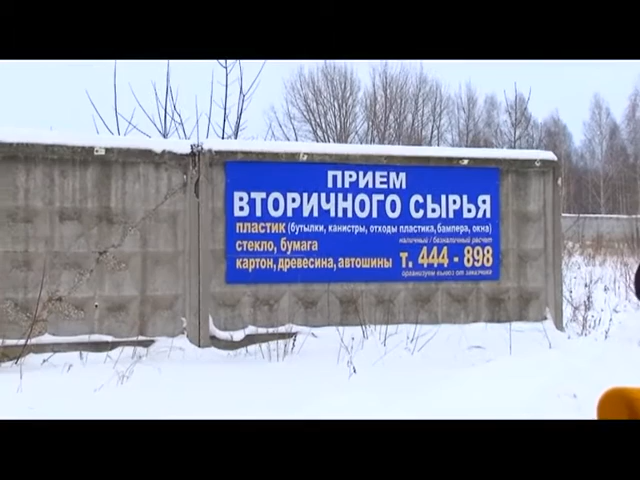 ПРИЕМ
ВТОРИЧНОГО СЫРЬЯ
пластик (бутылки, канистры, отходы пластика, бампера, окна)
стекло, бумага
наличный / безналичный расчет
картон, древесина, автошины
т. 444 - 898
организуем вывоз от заказчика